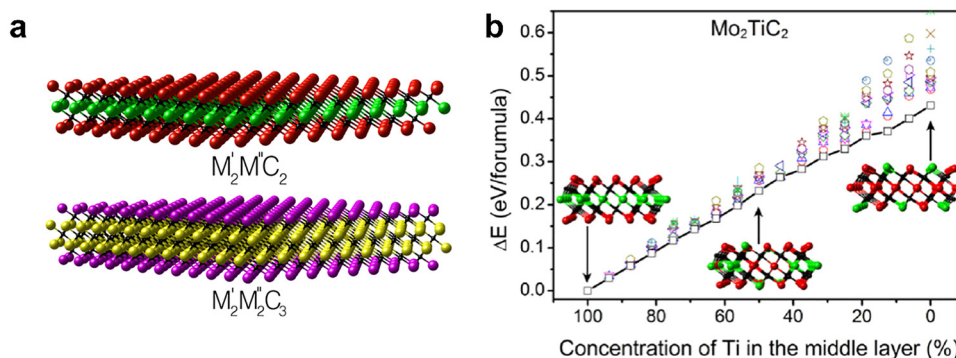 a
M'₂M"C₂
M'₂M"₂C₃
b
Mo₂TiC₂
ΔE (eV/forumula)
0.6
0.5
0.4
0.3
0.2
0.1
0.0
100 80 60 40 20 0
Concentration of Ti in the middle layer (%)